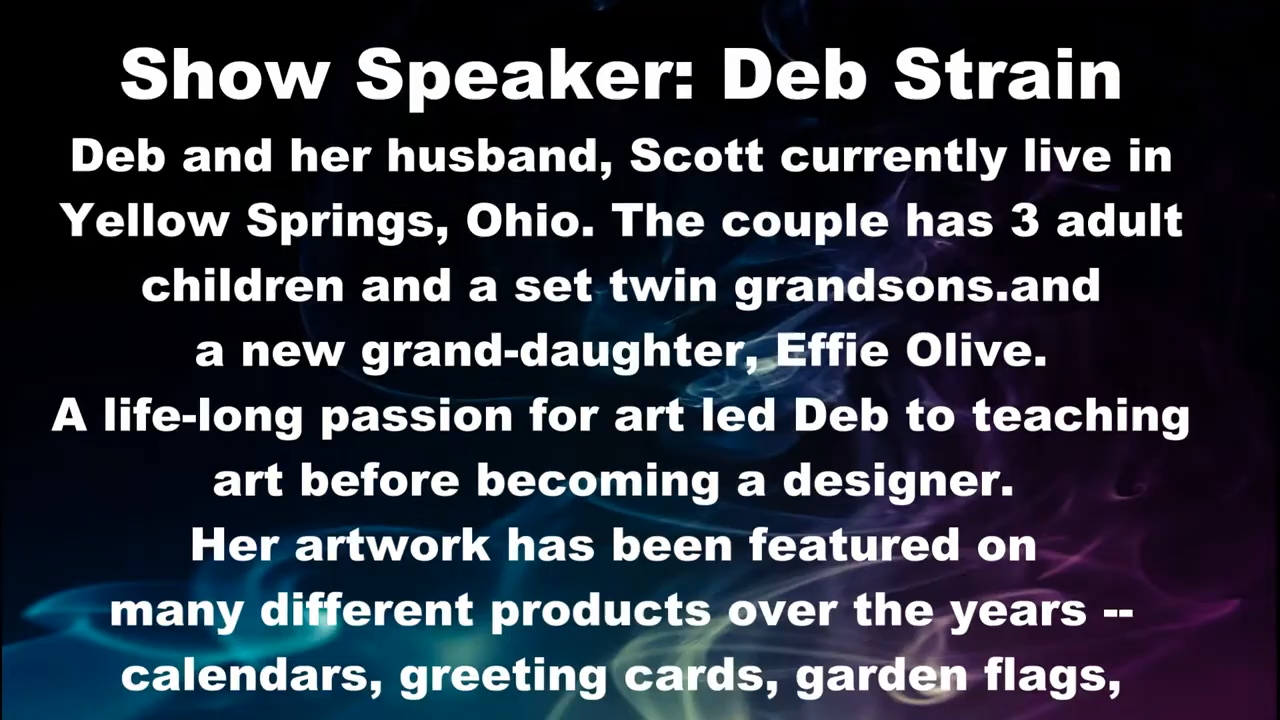 Show Speaker: Deb Strain
Deb and her husband, Scott currently live in
Yellow Springs, Ohio. The couple has 3 adult
children and a set twin grandsons.and
a new grand-daughter, Effie Olive.
A life-long passion for art led Deb to teaching
art before becoming a designer.
Her artwork has been featured on
many different products over the years --
calendars, greeting cards, garden flags,